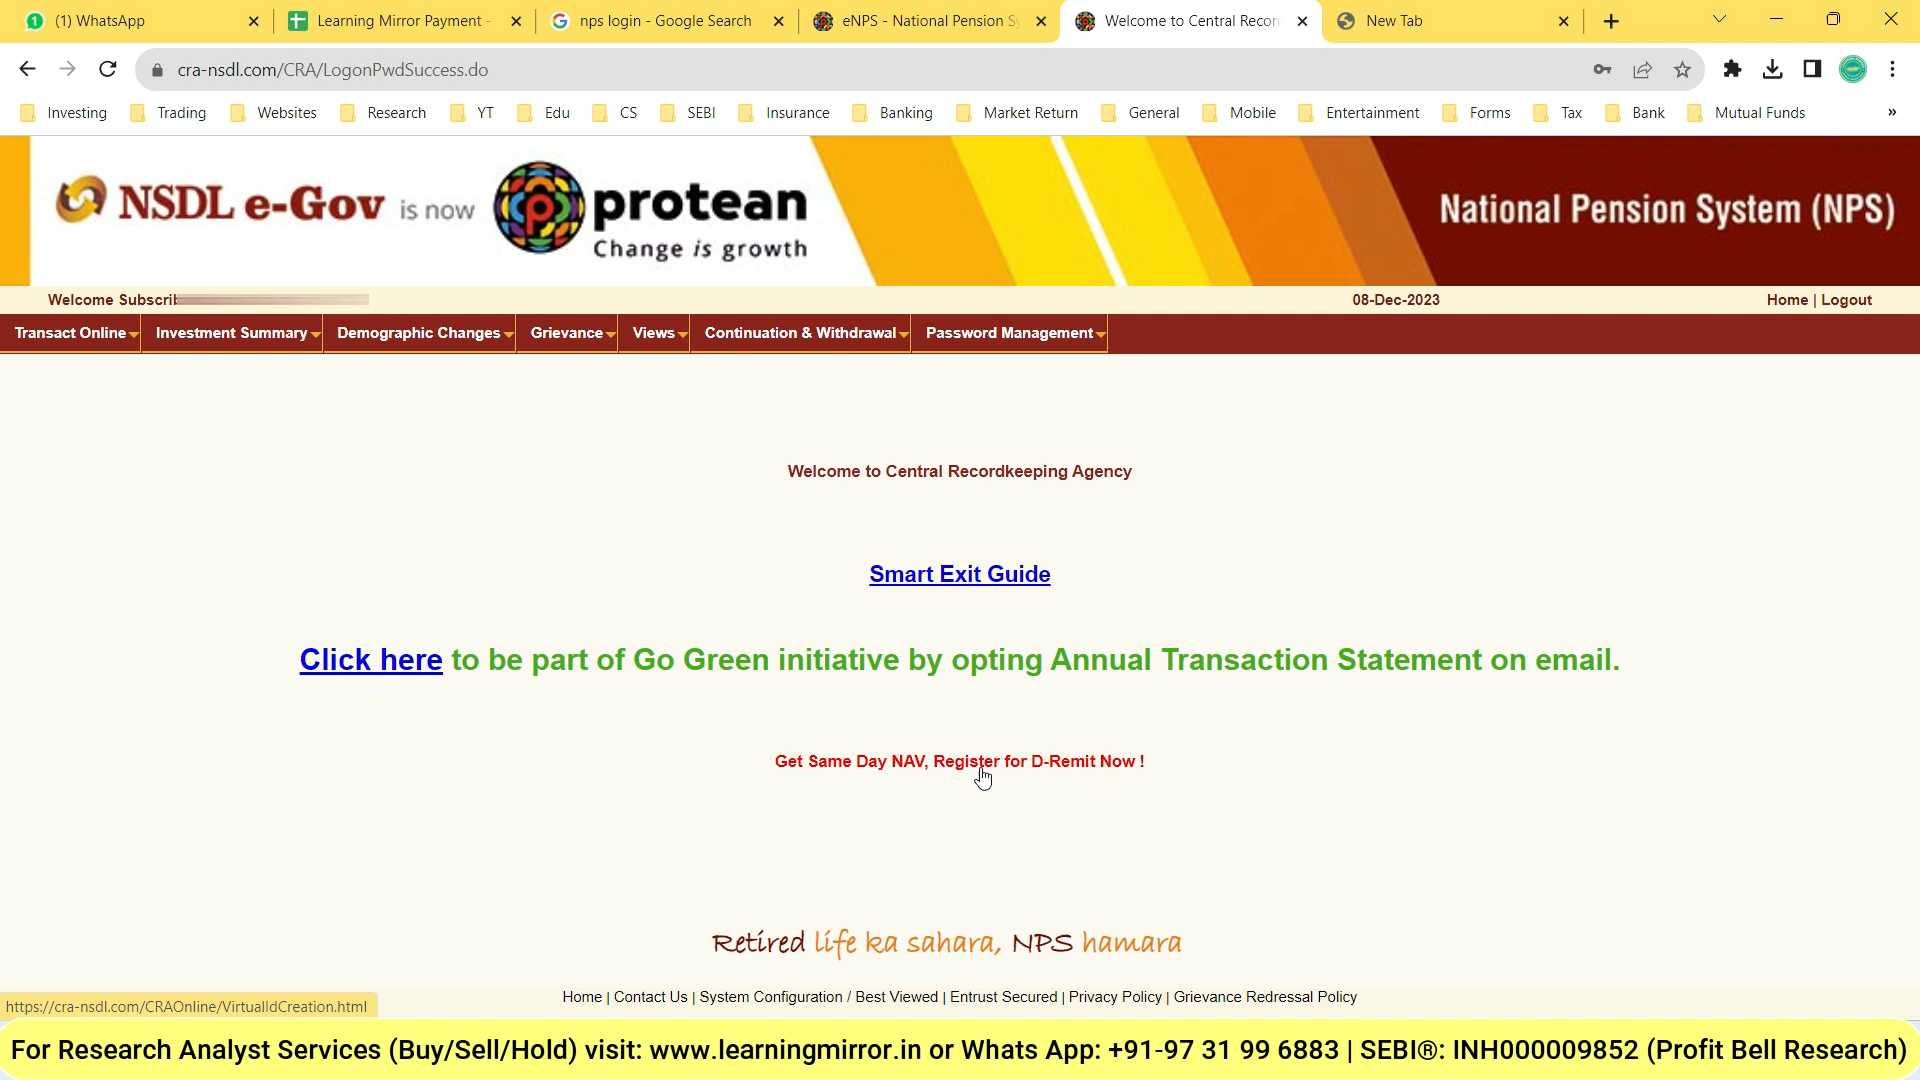 (1) WhatsApp
Learning Mirror Payment -
nps login - Google Search
eNPS - National Pension Sy
Welcome to Central Recor
New Tab
cra-nsdl.com/CRA/LogonPwdSuccess.do
Investing Trading Websites Research YT Edu CS SEBI Insurance Banking Market Return General Mobile Entertainment Forms Tax Bank Mutual Funds »
NSDL e-Gov is now protean
Change is growth
National Pension System (NPS)
Welcome Subscri
08-Dec-2023
Home | Logout
Transact Online Investment Summary Demographic Changes Grievance Views Continuation & Withdrawal Password Management
Welcome to Central Recordkeeping Agency
Smart Exit Guide
Click here to be part of Go Green initiative by opting Annual Transaction Statement on email.
Get Same Day NAV, Register for D-Remit Now !
Retired life ka sahara, NPS hamara
Home | Contact Us | System Configuration / Best Viewed | Entrust Secured | Privacy Policy | Grievance Redressal Policy
https://cra-nsdl.com/CRAOnline/VirtualIdCreation.html
For Research Analyst Services (Buy/Sell/Hold) visit: www.learningmirror.in or Whats App: +91-97 31 99 6883 | SEBI®: INH000009852 (Profit Bell Research)